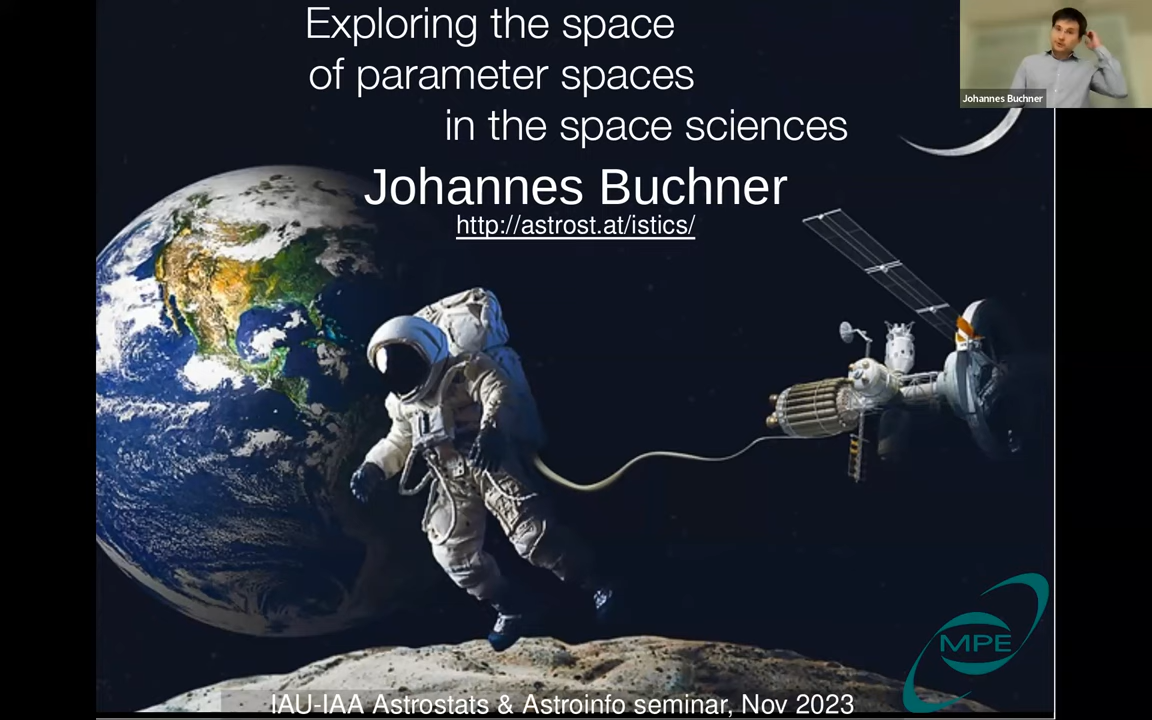 Exploring the space
of parameter spaces
in the space sciences
Johannes Buchner
Johannes Buchner
http://astrost.at/istics/
MPE
IAU-IAA Astrostats & Astroinfo seminar, Nov 2023